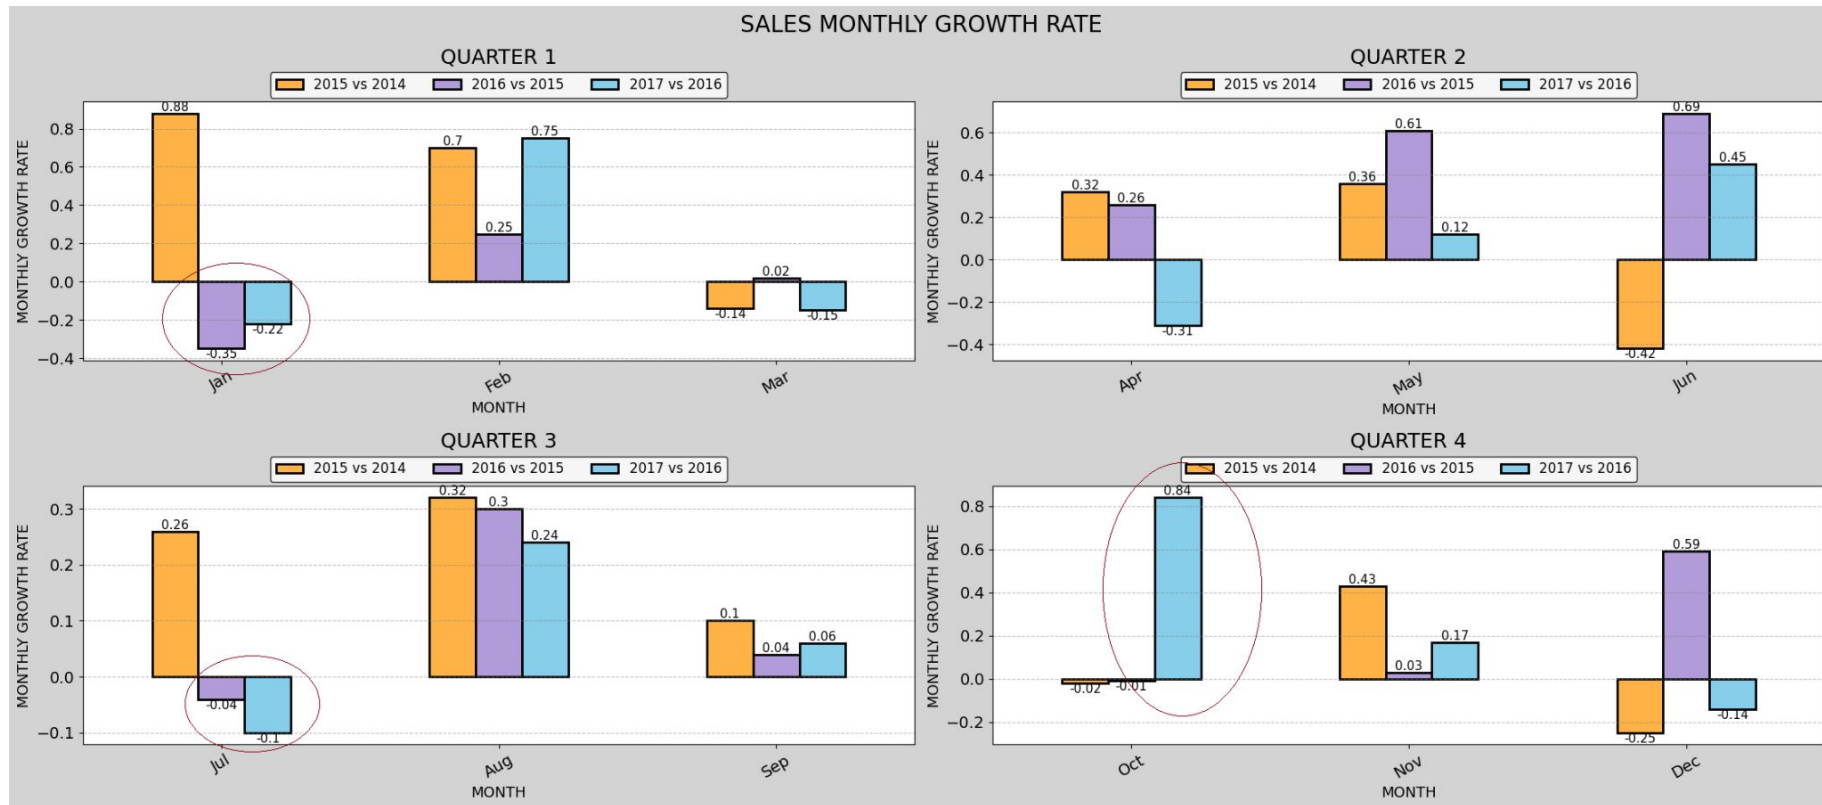 SALES MONTHLY GROWTH RATE
QUARTER 1
2015 vs 2014 2016 vs 2015 2017 vs 2016
MONTHLY GROWTH RATE
0.8
0.6
0.4
0.2
0.0
−0.2
−0.4
0.88
-0.35
-0.22
0.7
0.25
0.75
-0.14
0.02
-0.15
Jan Feb Mar
MONTH
QUARTER 2
2015 vs 2014 2016 vs 2015 2017 vs 2016
MONTHLY GROWTH RATE
0.6
0.4
0.2
0.0
−0.2
−0.4
0.32
0.26
-0.31
0.36
0.61
0.12
-0.42
0.69
0.45
Apr May Jun
MONTH
QUARTER 3
2015 vs 2014 2016 vs 2015 2017 vs 2016
MONTHLY GROWTH RATE
0.3
0.2
0.1
0.0
−0.1
0.26
-0.04
-0.1
0.32
0.3
0.24
0.1
0.04
0.06
Jul Aug Sep
MONTH
QUARTER 4
2015 vs 2014 2016 vs 2015 2017 vs 2016
MONTHLY GROWTH RATE
0.8
0.6
0.4
0.2
0.0
−0.2
-0.02
-0.01
0.84
0.43
0.03
0.17
-0.25
0.59
-0.14
Oct Nov Dec
MONTH